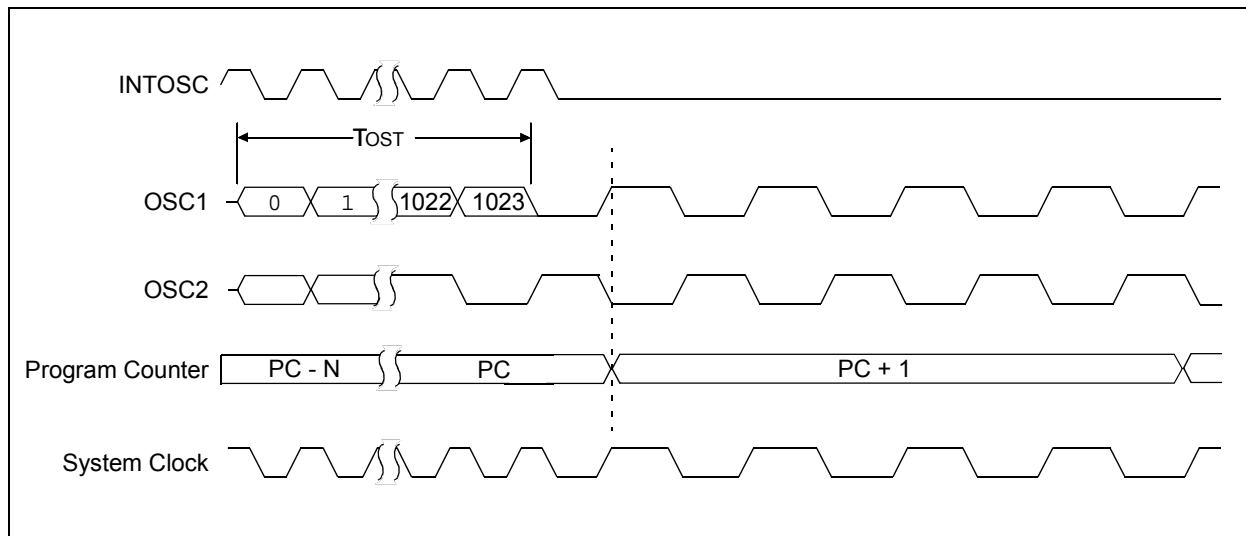 INTOSC
TOST
OSC1 0 1 1022 1023
OSC2
Program Counter PC - N PC PC + 1
System Clock